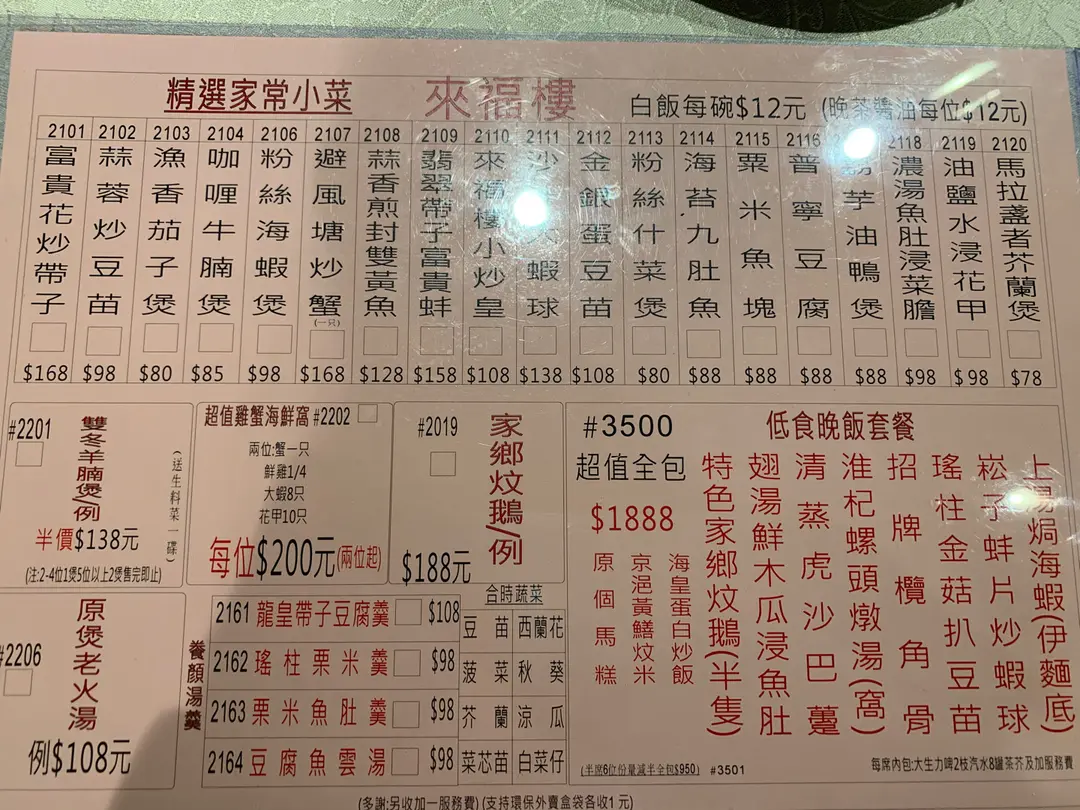 精選家常小菜
來福樓
白飯每碗$12元 (晚茶醬油每位$12元)
2101 富貴花炒帶子 $168
2102 蒜蓉炒豆苗 $98
2103 漁香茄子煲 $80
2104 咖喱牛腩煲 $85
2106 粉絲海蝦煲 $98
2107 避風塘炒蟹(一只) $168
2108 蒜香煎封雙黃魚 $128
2109 翡翠帶子富貴蚌 $158
2110 來福樓小炒皇 $108
2111 沙 蝦球 $138
2112 金銀蛋豆苗 $108
2113 粉絲什菜煲 $80
2114 海苔九肚魚 $88
2115 粟米魚塊 $88
2116 普寧豆腐 $88
芋油鴨煲 $88
2118 濃湯魚肚浸菜膽 $98
2119 油鹽水浸花甲 $98
2120 馬拉盞者芥蘭煲 $78
#2201
雙冬羊腩煲/例
(送生料菜一碟)
半價$138元
(注:2-4位1煲5位以上2煲售完即止)
超值雞蟹海鮮窩 #2202
兩位:蟹一只
鮮雞1/4
大蝦8只
花甲10只
每位$200元(兩位起)
#2019
家鄉炆鵝/例
$188元
#3500
低食晚飯套餐
超值全包
$1888
上湯焗海蝦(伊麵底)
崧子蚌片炒蝦球
瑤柱金菇扒豆苗
招牌欖角骨
淮杞螺頭燉湯(窩)
清蒸虎沙巴躉
翅湯鮮木瓜浸魚肚
特色家鄉炆鵝(半隻)
海皇蛋白炒飯
京浥黃鱔炆米
原個馬糕
(半席6位份量減半全包$950) #3501
每席內包:大生力啤2枝汽水8罐茶芥及加服務費
#2206
原煲老火湯
例$108元
養顏湯羹
2161 龍皇帶子豆腐羹 $108
2162 瑤柱粟米羹 $98
2163 粟米魚肚羹 $98
2164 豆腐魚雲湯 $98
合時蔬菜
豆苗 西蘭花
菠菜 秋葵
芥蘭 涼瓜
菜芯苗 白菜仔
(多謝:另收加一服務費) (支持環保外賣盒袋各收1元)